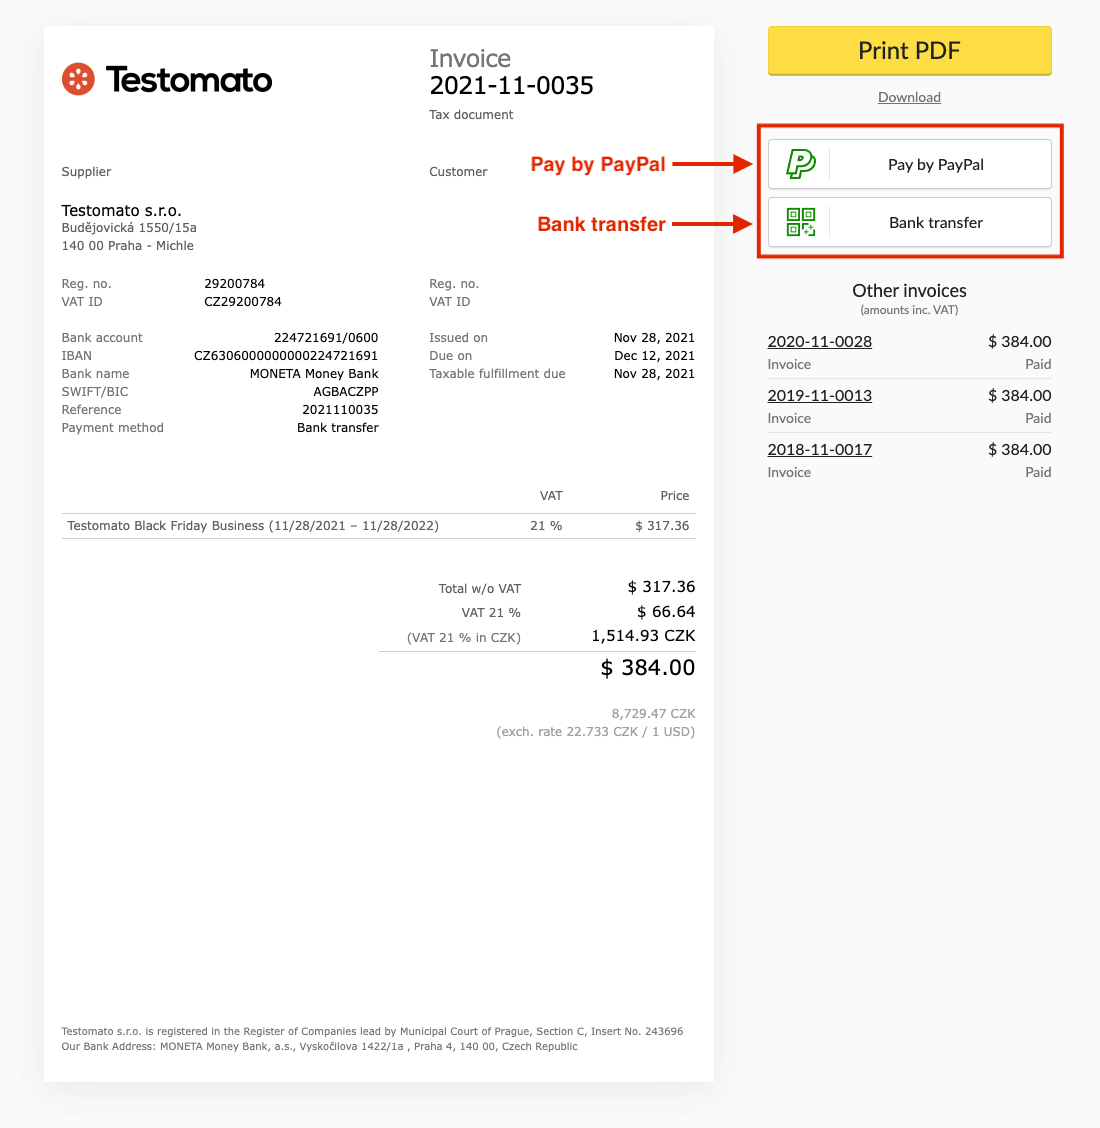 Testomato
Invoice
2021-11-0035
Tax document
Supplier
Testomato s.r.o.
Budějovická 1550/15a
140 00 Praha - Michle
Reg. no. 29200784
VAT ID CZ29200784
Bank account 224721691/0600
IBAN CZ6306000000000224721691
Bank name MONETA Money Bank
SWIFT/BIC AGBACZPP
Reference 2021110035
Payment method Bank transfer
Customer
Reg. no.
VAT ID
Issued on Nov 28, 2021
Due on Dec 12, 2021
Taxable fulfillment due Nov 28, 2021
VAT Price
Testomato Black Friday Business (11/28/2021 – 11/28/2022) 21 % $ 317.36
Total w/o VAT $ 317.36
VAT 21 % $ 66.64
(VAT 21 % in CZK) 1,514.93 CZK
$ 384.00
8,729.47 CZK
(exch. rate 22.733 CZK / 1 USD)
Testomato s.r.o. is registered in the Register of Companies lead by Municipal Court of Prague, Section C, Insert No. 243696
Our Bank Address: MONETA Money Bank, a.s., Vyskočilova 1422/1a , Praha 4, 140 00, Czech Republic
Pay by PayPal
Bank transfer
Print PDF
Download
Pay by PayPal
Bank transfer
Other invoices
(amounts inc. VAT)
2020-11-0028 $ 384.00
Invoice Paid
2019-11-0013 $ 384.00
Invoice Paid
2018-11-0017 $ 384.00
Invoice Paid